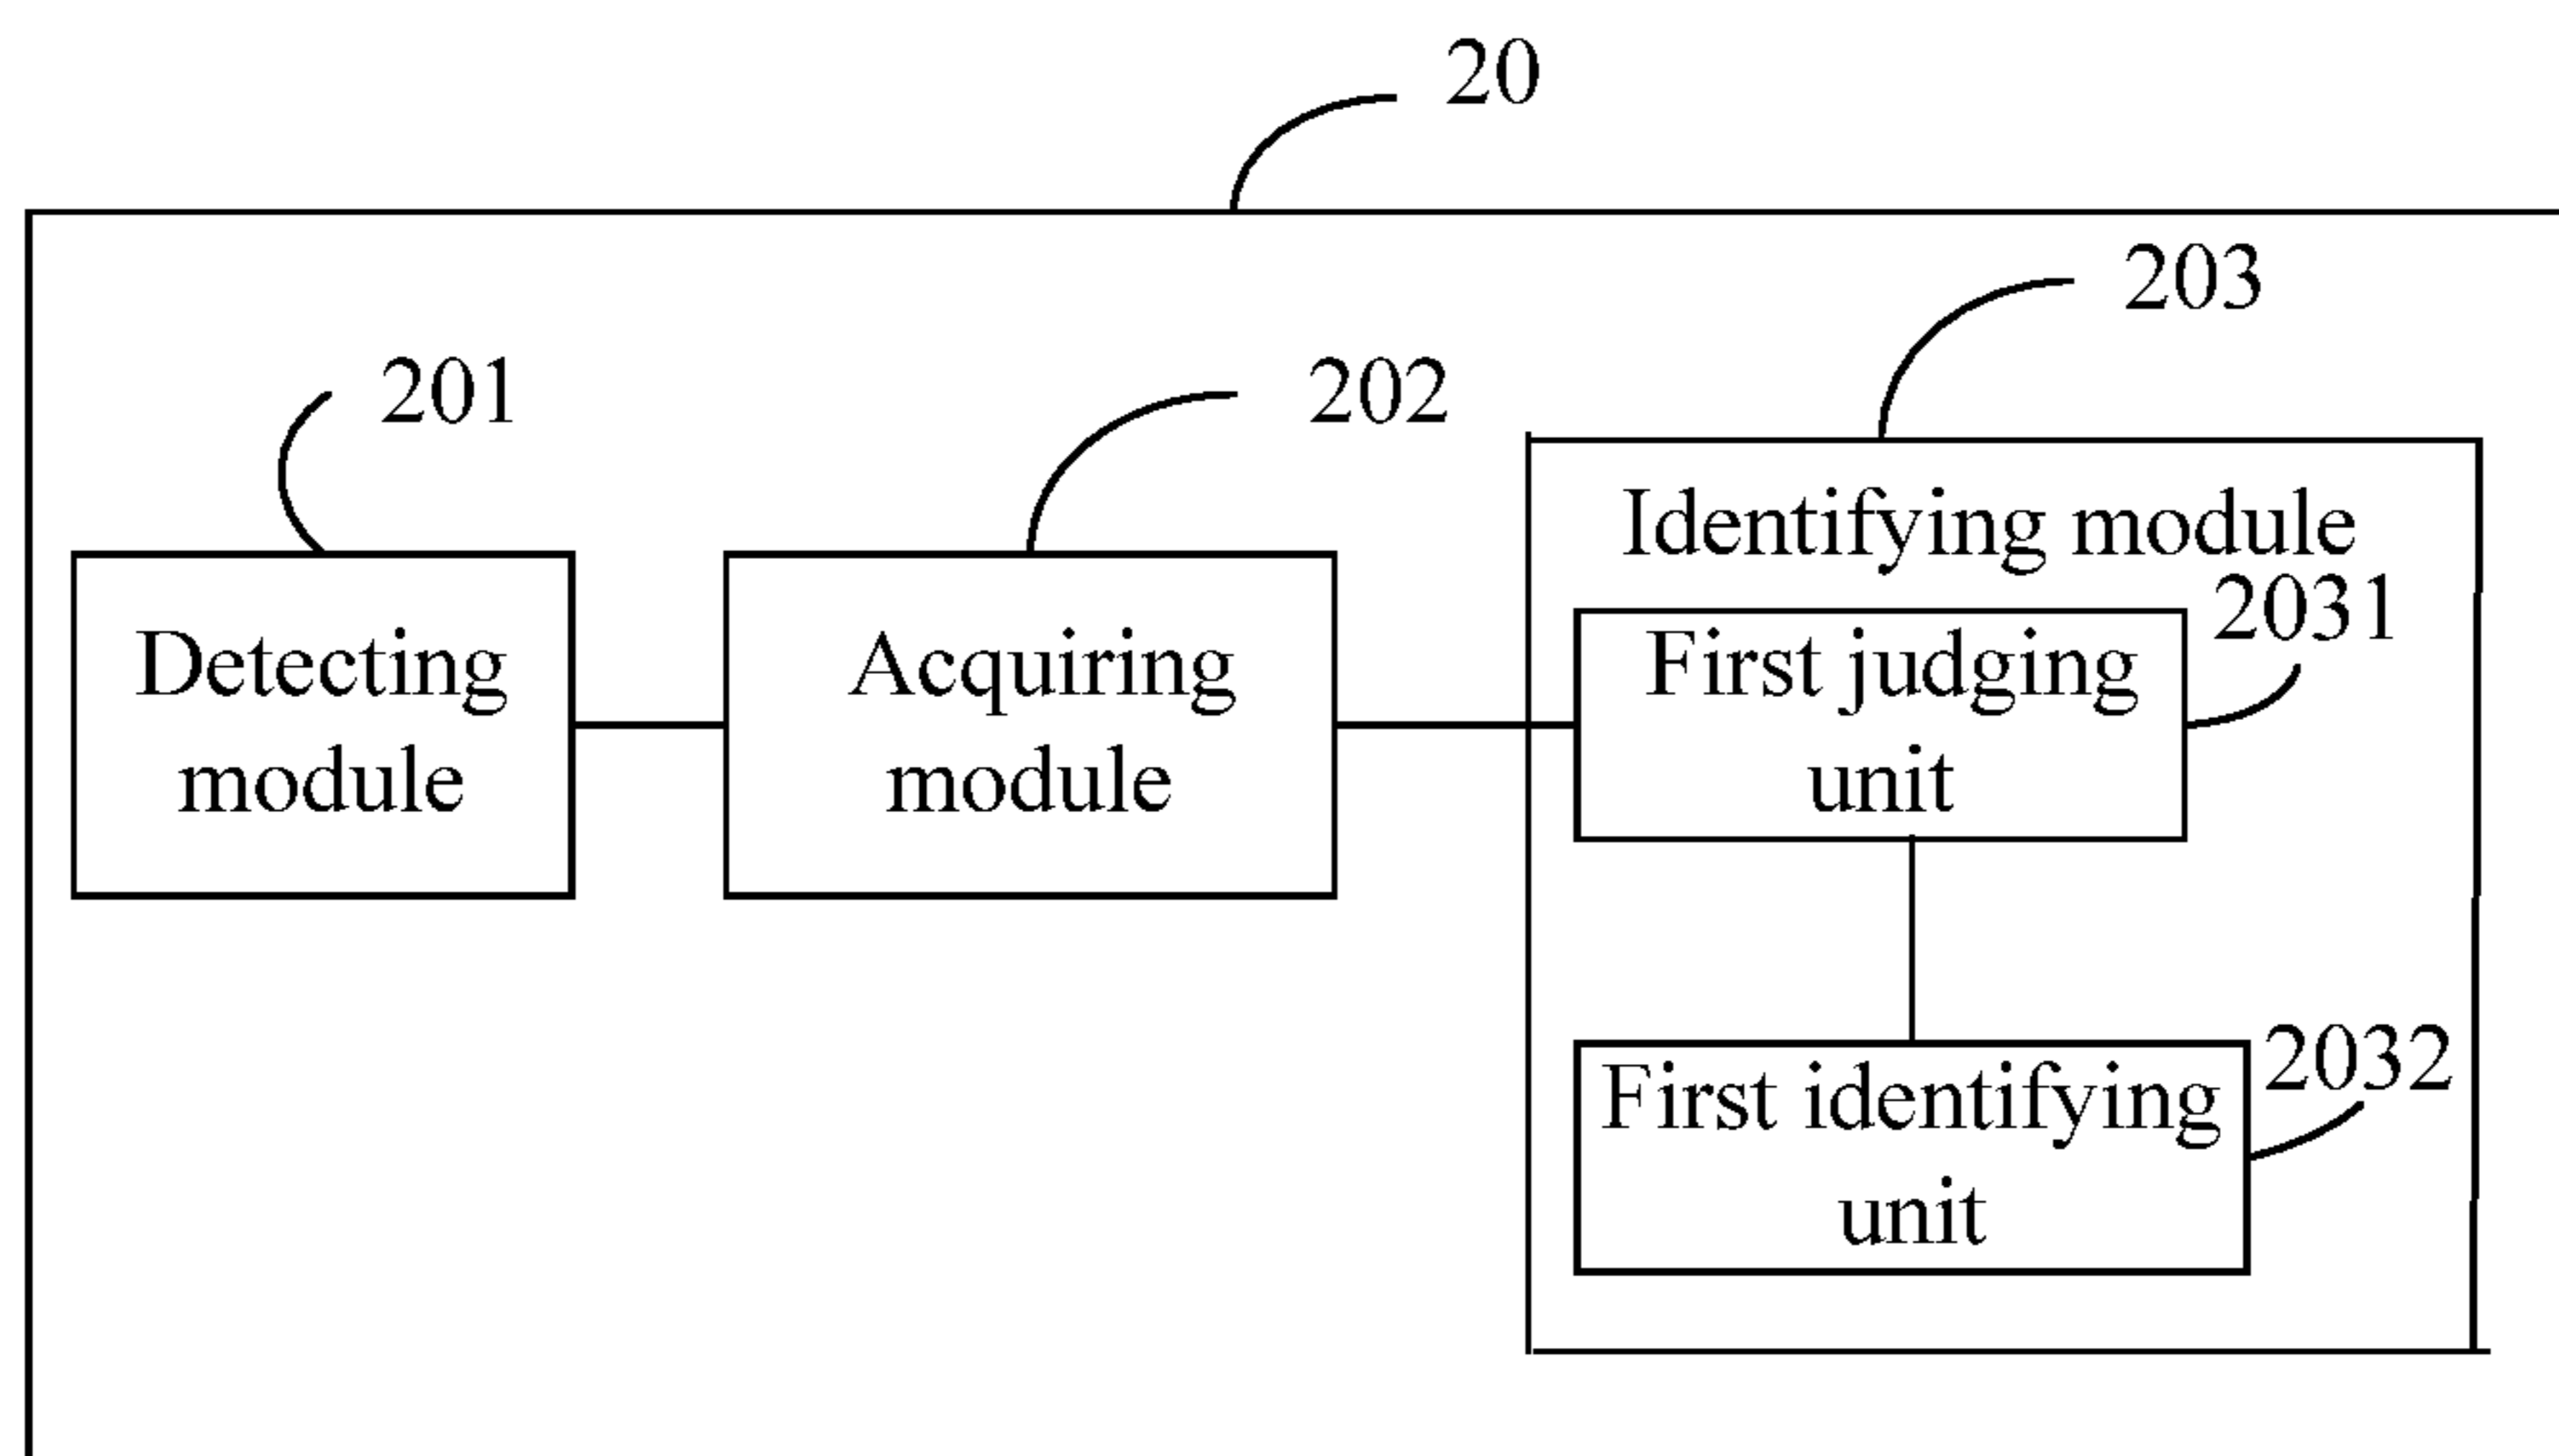 20
203
201
202
Identifying module
2031
Detecting
module
Acquiring
module
First judging
unit
2032
First identifying
unit